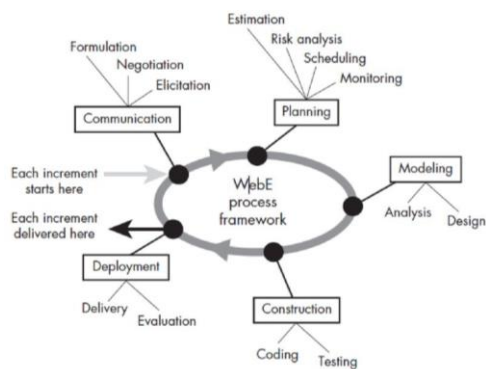 Estimation
Risk analysis
Scheduling
Monitoring
Planning
Formulation
Negotiation
Elicitation
Communication
Each increment
starts here
WebE
process
framework
Modeling
Analysis
Design
Each increment
delivered here
Deployment
Delivery
Evaluation
Construction
Coding
Testing